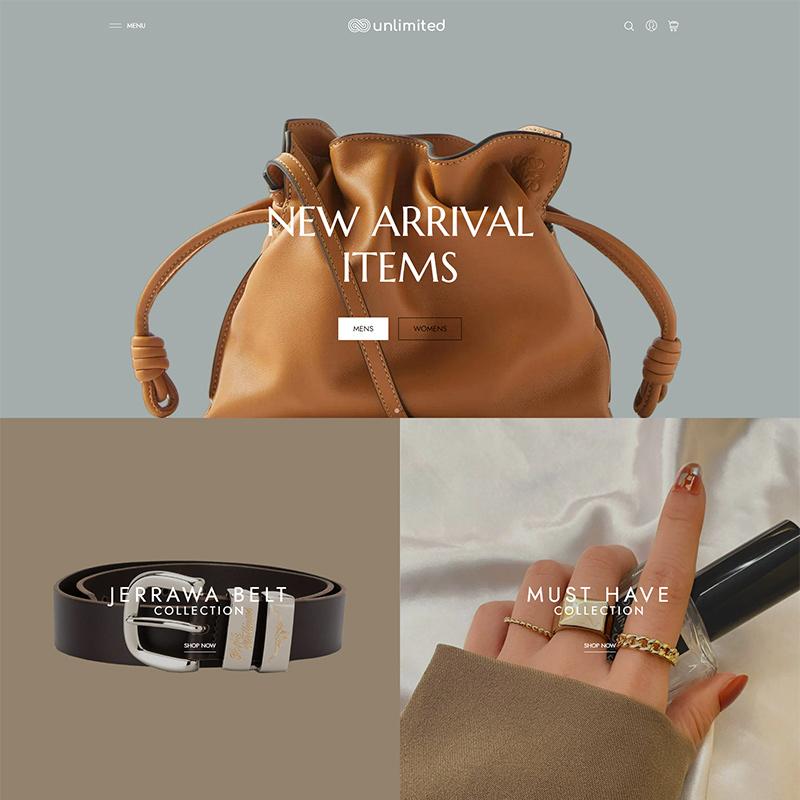 MENU
unlimited
NEW ARRIVAL
ITEMS
MENS
WOMENS
JERRAWA BELT
COLLECTION
SHOP NOW
MUST HAVE
COLLECTION
SHOP NOW